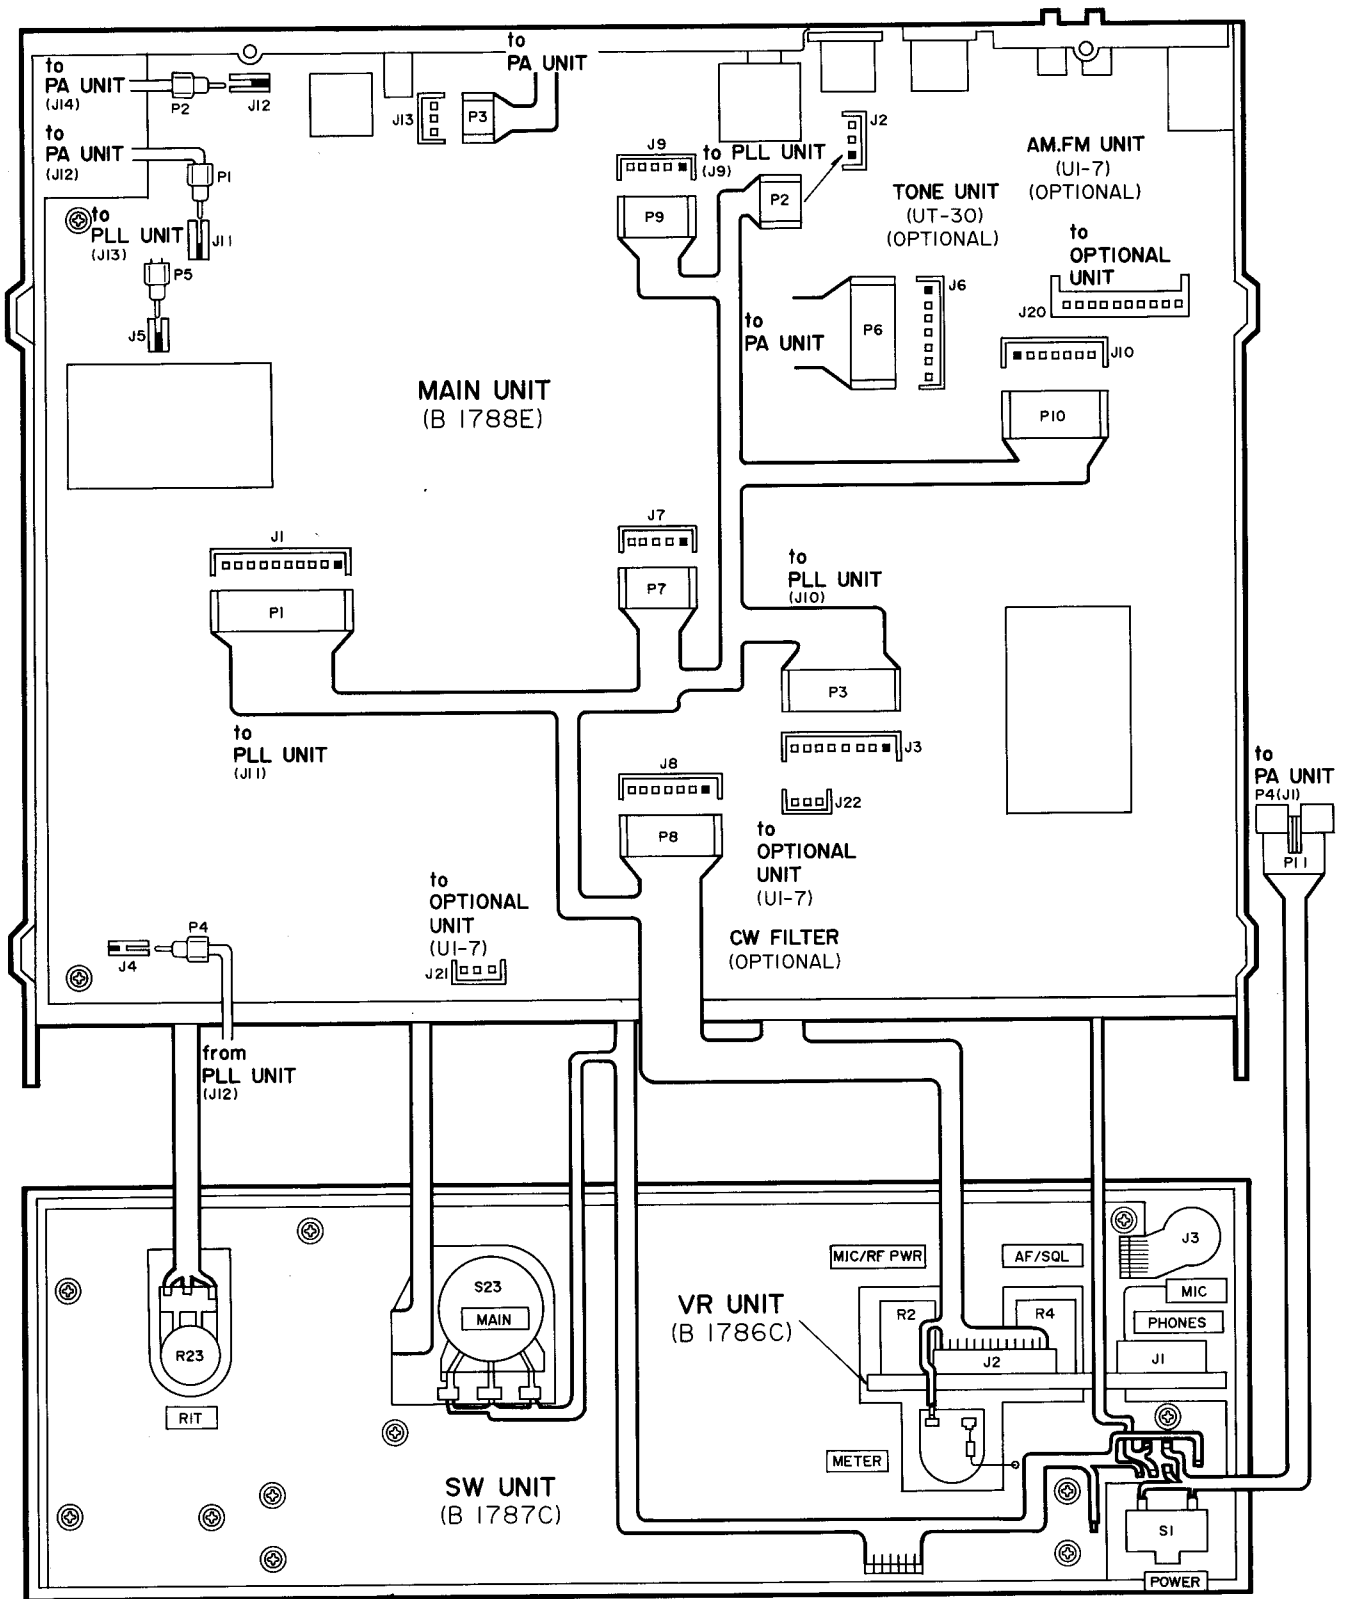 to
PA UNIT
(J14)
P2
J12
to
PA UNIT
J13
P3
to
PA UNIT
(J12)
P1
J11
to
PLL UNIT
(J13)
P5
J5
J9
P9
to PLL UNIT
(J9)
P2
J2
TONE UNIT
(UT-30)
(OPTIONAL)
AM.FM UNIT
(UI-7)
(OPTIONAL)
to
OPTIONAL
UNIT
J20
to
PA UNIT
P6
J6
J10
P10
MAIN UNIT
(B 1788E)
J1
P1
J7
P7
to
PLL UNIT
(J10)
P3
J3
to
PLL UNIT
(J11)
J8
P8
J22
to
OPTIONAL
UNIT
(UI-7)
to
PA UNIT
P4(J1)
P11
to
OPTIONAL
UNIT
(UI-7)
J21
CW FILTER
(OPTIONAL)
J4
P4
from
PLL UNIT
(J12)
R23
RIT
S23
MAIN
VR UNIT
(B 1786C)
MIC/RF PWR
AF/SQL
R2
R4
J2
J3
MIC
PHONES
J1
METER
SW UNIT
(B 1787C)
S1
POWER